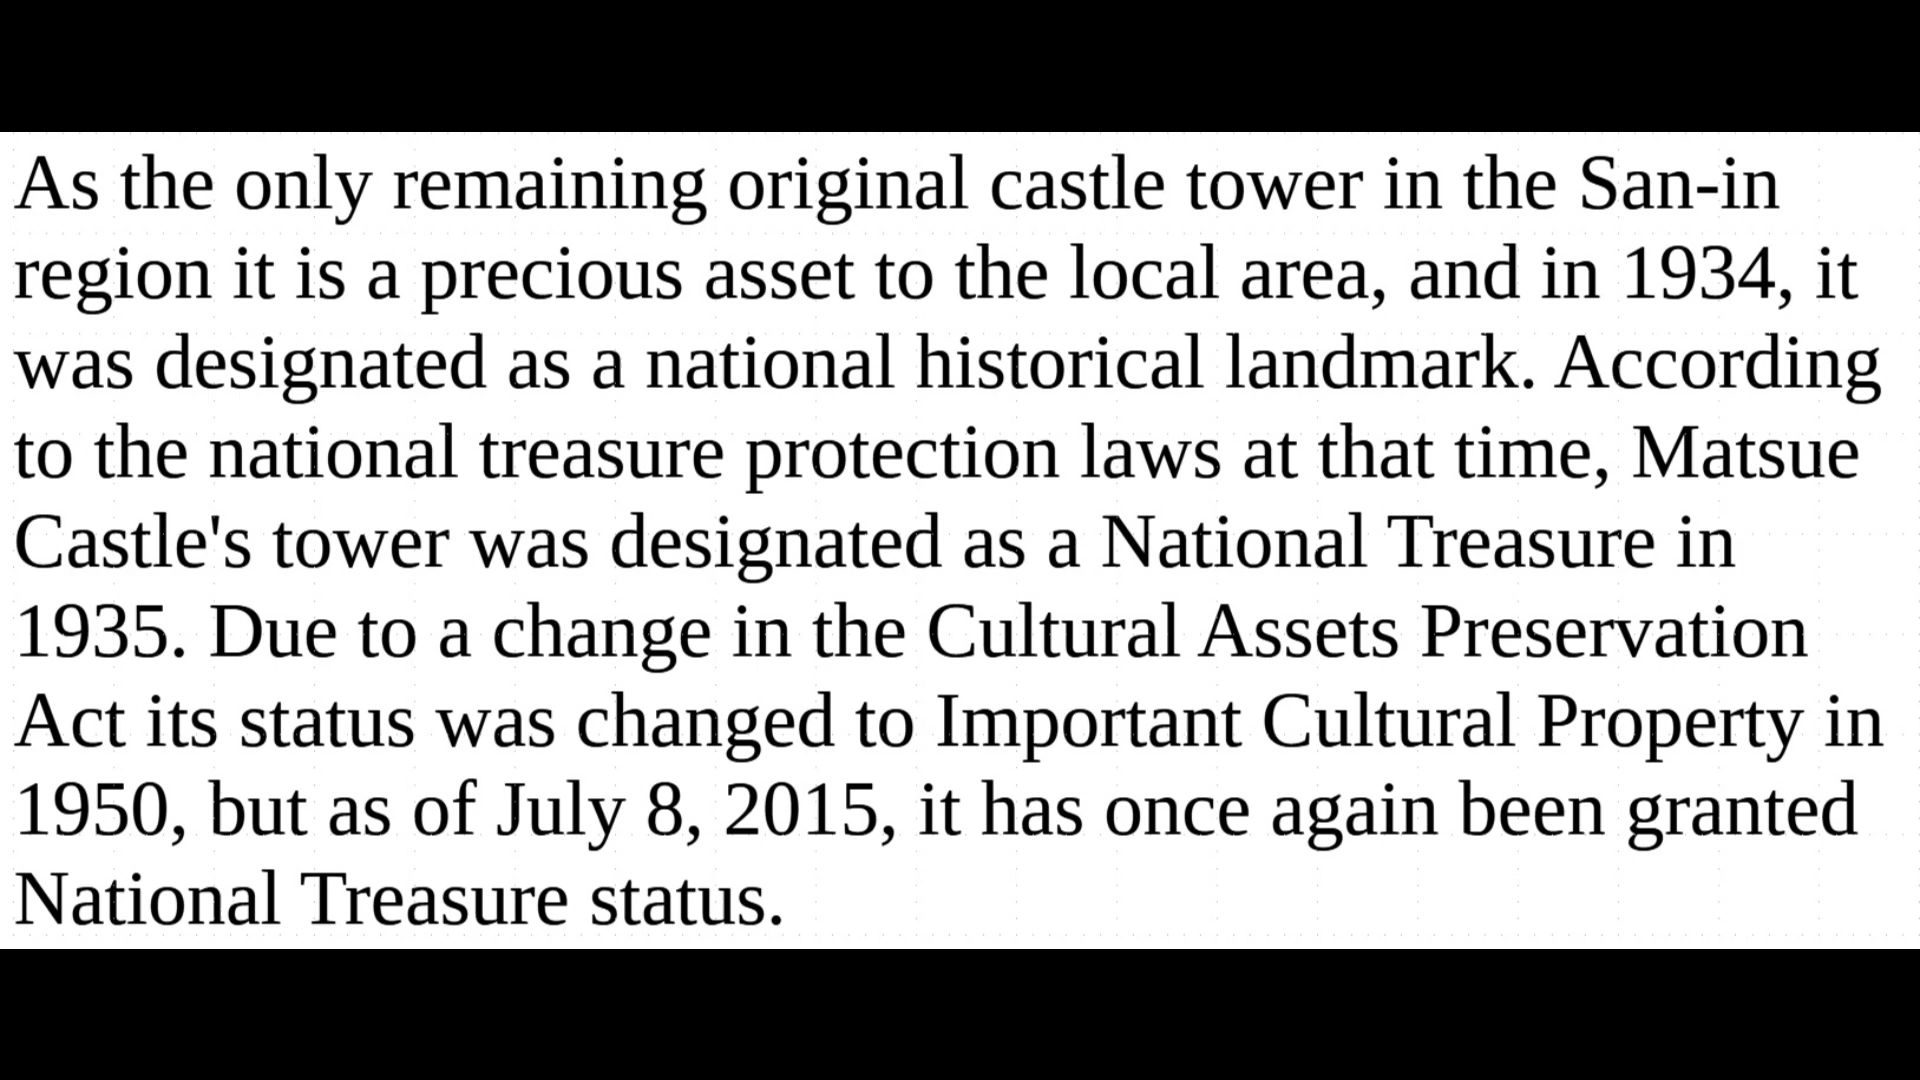 As the only remaining original castle tower in the San-in
region it is a precious asset to the local area, and in 1934, it
was designated as a national historical landmark. According
to the national treasure protection laws at that time, Matsue
Castle's tower was designated as a National Treasure in
1935. Due to a change in the Cultural Assets Preservation
Act its status was changed to Important Cultural Property in
1950, but as of July 8, 2015, it has once again been granted
National Treasure status.